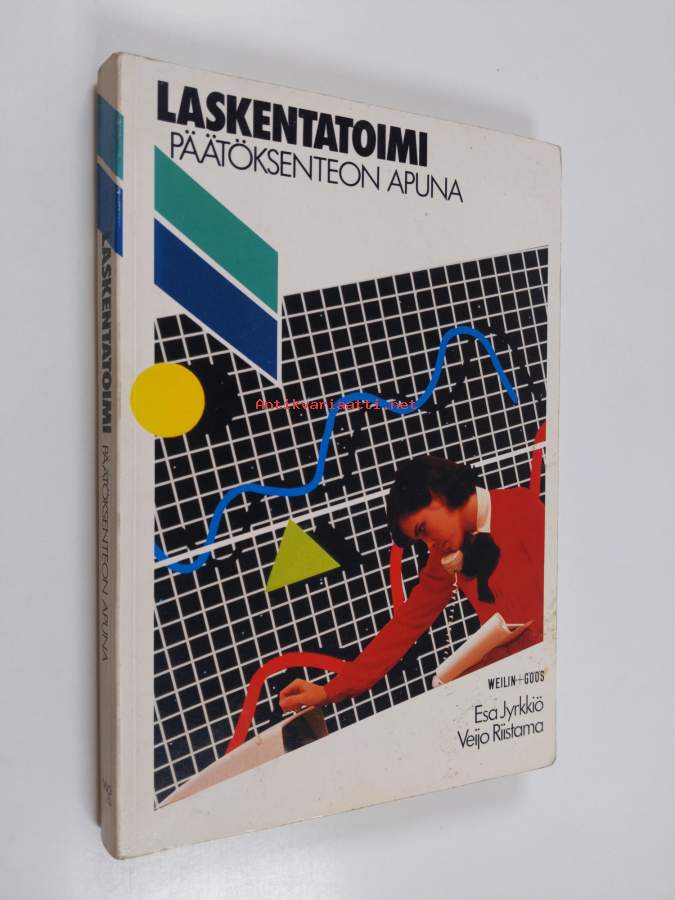 LASKENTATOIMI
PÄÄTÖKSENTEON APUNA
LASKENTATOIMI PÄÄTÖKSENTEON APUNA
Antikvariaatti.net
WEILIN+GÖÖS
Esa Jyrkkiö
Veijo Riistama